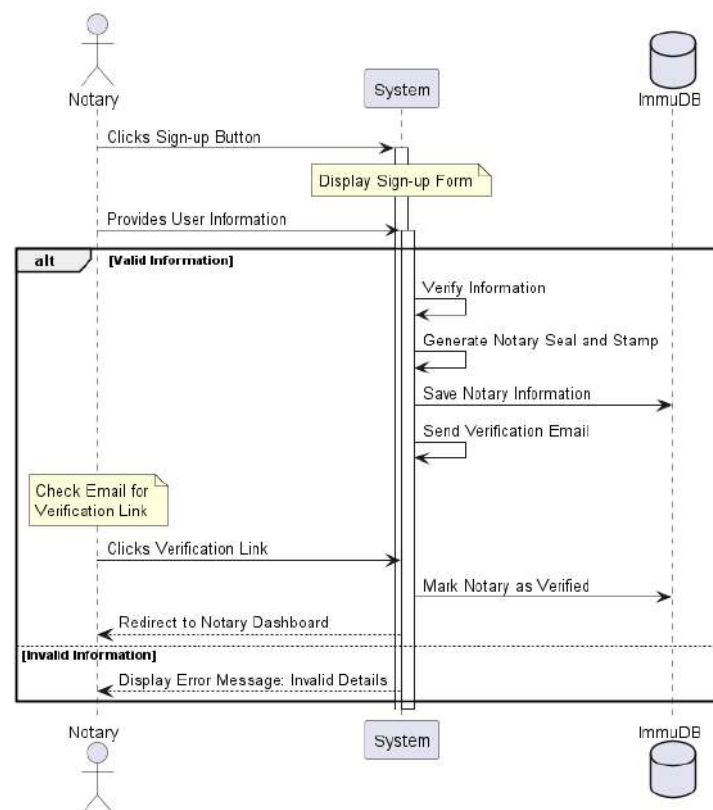 Notary
System
ImmuDB
Clicks Sign-up Button
Display Sign-up Form
Provides User Information
alt
[Valid Information]
Verify Information
Generate Notary Seal and Stamp
Save Notary Information
Send Verification Email
Check Email for
Verification Link
Clicks Verification Link
Mark Notary as Verified
Redirect to Notary Dashboard
[Invalid Information]
Display Error Message: Invalid Details
Notary
System
ImmuDB